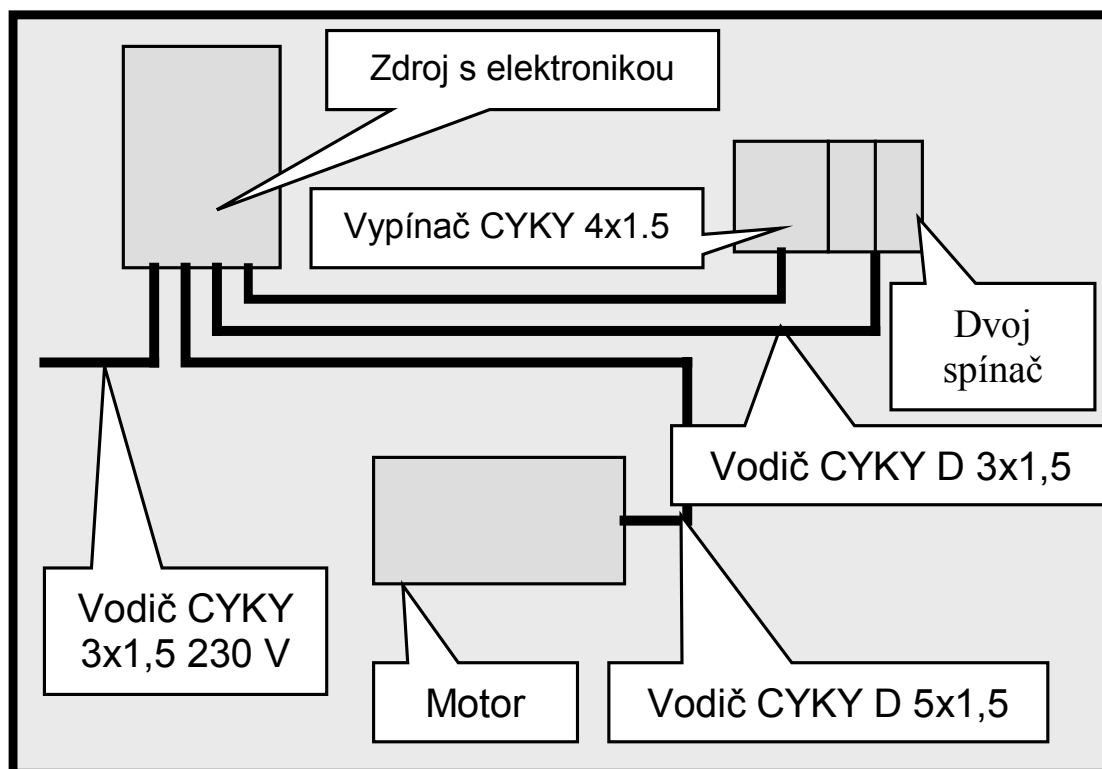 Zdroj s elektronikou
Vypínač CYKY 4x1.5
Dvoj
spínač
Vodič CYKY D 3x1,5
Vodič CYKY
3x1,5 230 V
Motor
Vodič CYKY D 5x1,5